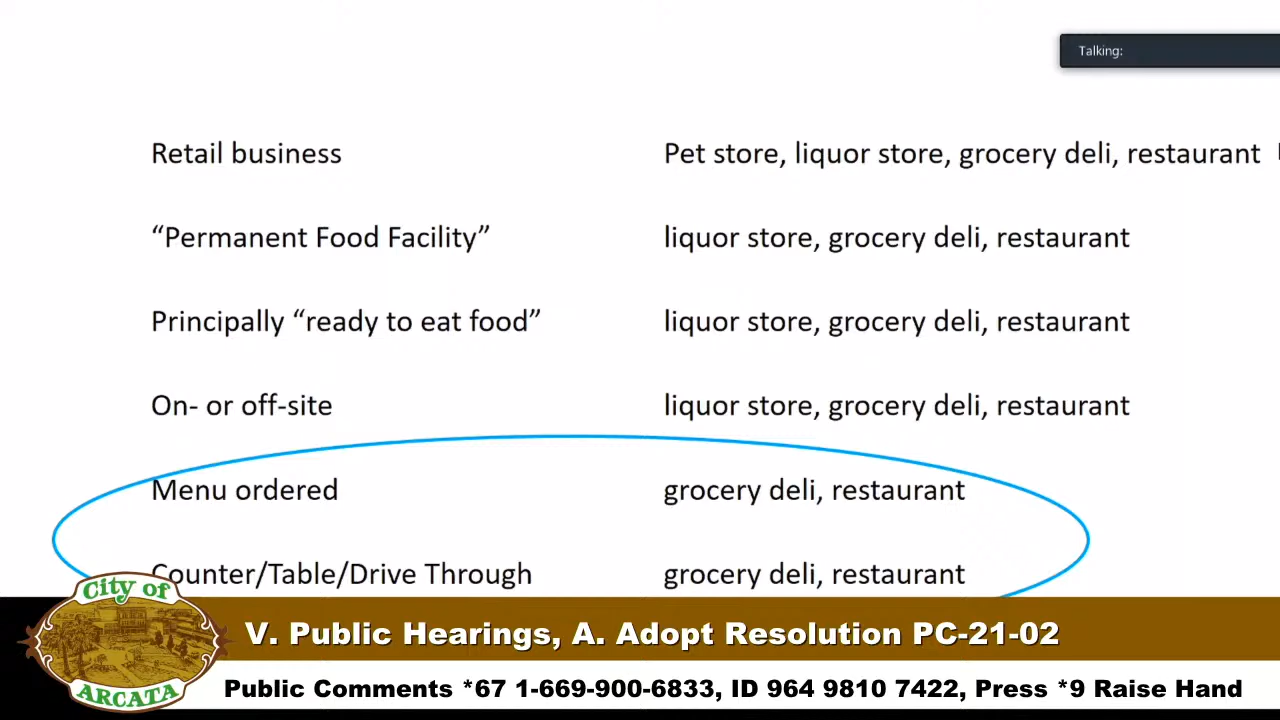 Talking:
Retail business
Pet store, liquor store, grocery deli, restaurant
“Permanent Food Facility”
liquor store, grocery deli, restaurant
Principally “ready to eat food”
liquor store, grocery deli, restaurant
On- or off-site
liquor store, grocery deli, restaurant
Menu ordered
grocery deli, restaurant
Counter/Table/Drive Through
grocery deli, restaurant
City of
ARCATA
V. Public Hearings, A. Adopt Resolution PC-21-02
Public Comments *67 1-669-900-6833, ID 964 9810 7422, Press *9 Raise Hand